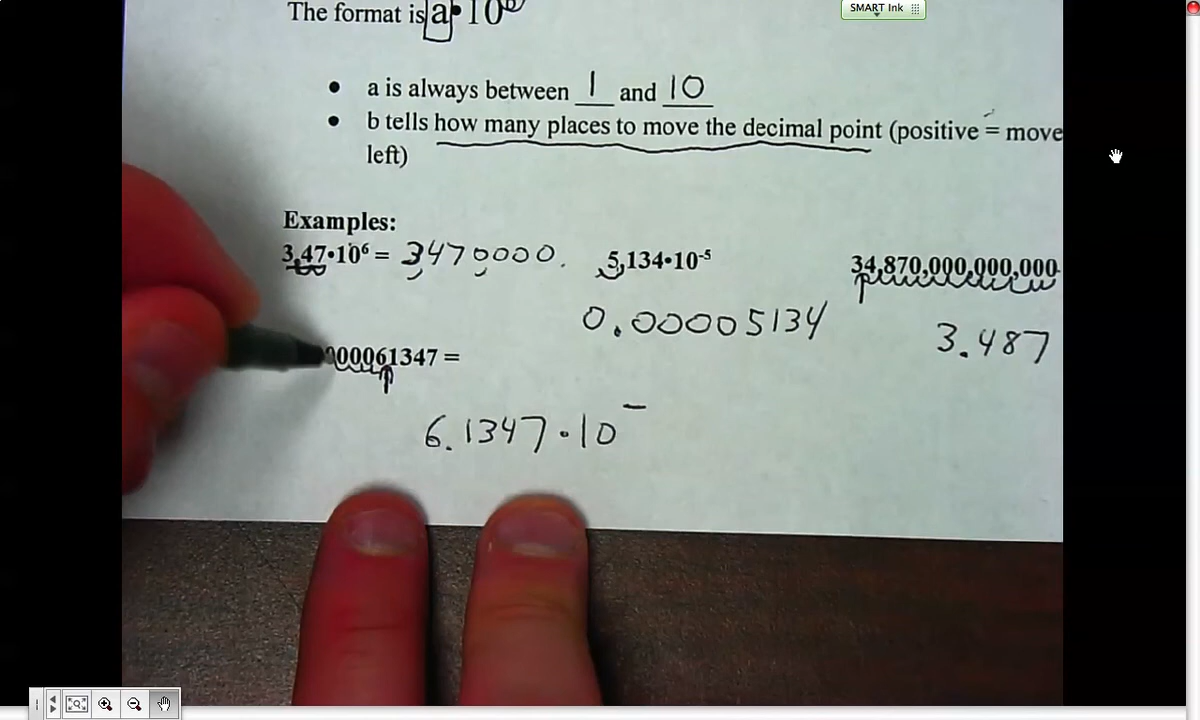 SMART Ink
The format is a•10ᵇ
• a is always between 1 and 10
• b tells how many places to move the decimal point (positive = move
left)
Examples:
3.47•10⁶ = 3470000. 5.134•10⁻⁵ 34,870,000,000,000
0.00005134 3.487
000061347 =
6.1347•10⁻